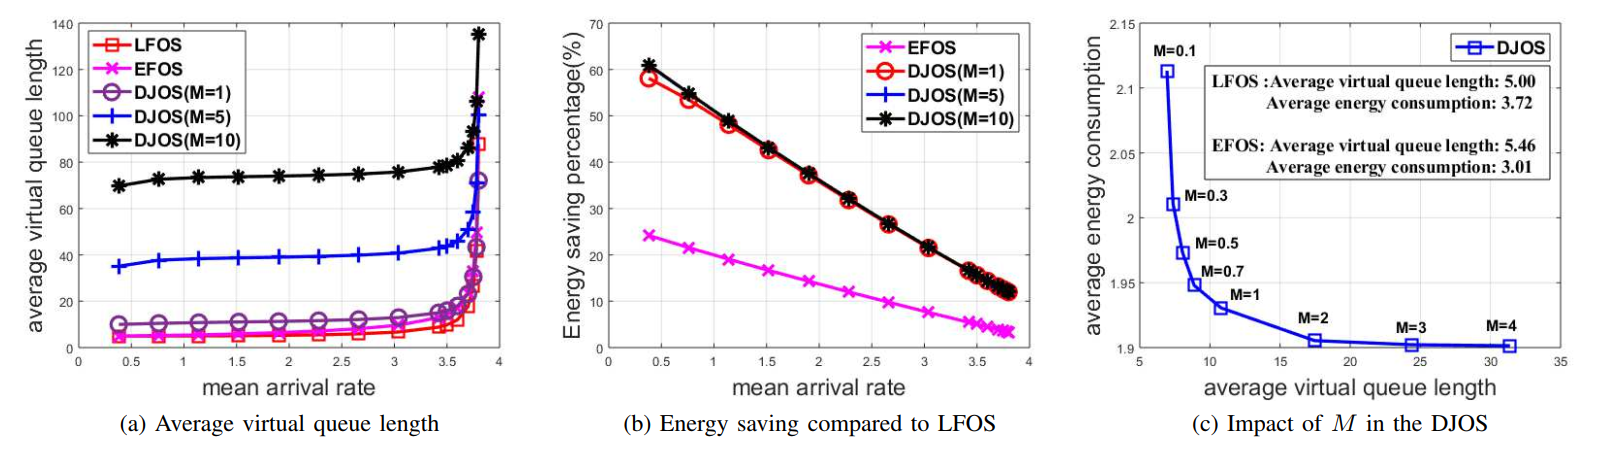 140
120
100
80
60
40
20
0
0 0.5 1 1.5 2 2.5 3 3.5 4
average virtual queue length
mean arrival rate
LFOS
EFOS
DJOS(M=1)
DJOS(M=5)
DJOS(M=10)
(a) Average virtual queue length
70
60
50
40
30
20
10
0
0 0.5 1 1.5 2 2.5 3 3.5 4
Energy saving percentage(%)
mean arrival rate
EFOS
DJOS(M=1)
DJOS(M=5)
DJOS(M=10)
(b) Energy saving compared to LFOS
2.15
2.1
2.05
2
1.95
1.9
5 10 15 20 25 30 35
average energy consumption
average virtual queue length
DJOS
LFOS :Average virtual queue length: 5.00
Average energy consumption: 3.72
EFOS: Average virtual queue length: 5.46
Average energy consumption: 3.01
M=0.1
M=0.3
M=0.5
M=0.7
M=1
M=2
M=3
M=4
(c) Impact of M in the DJOS